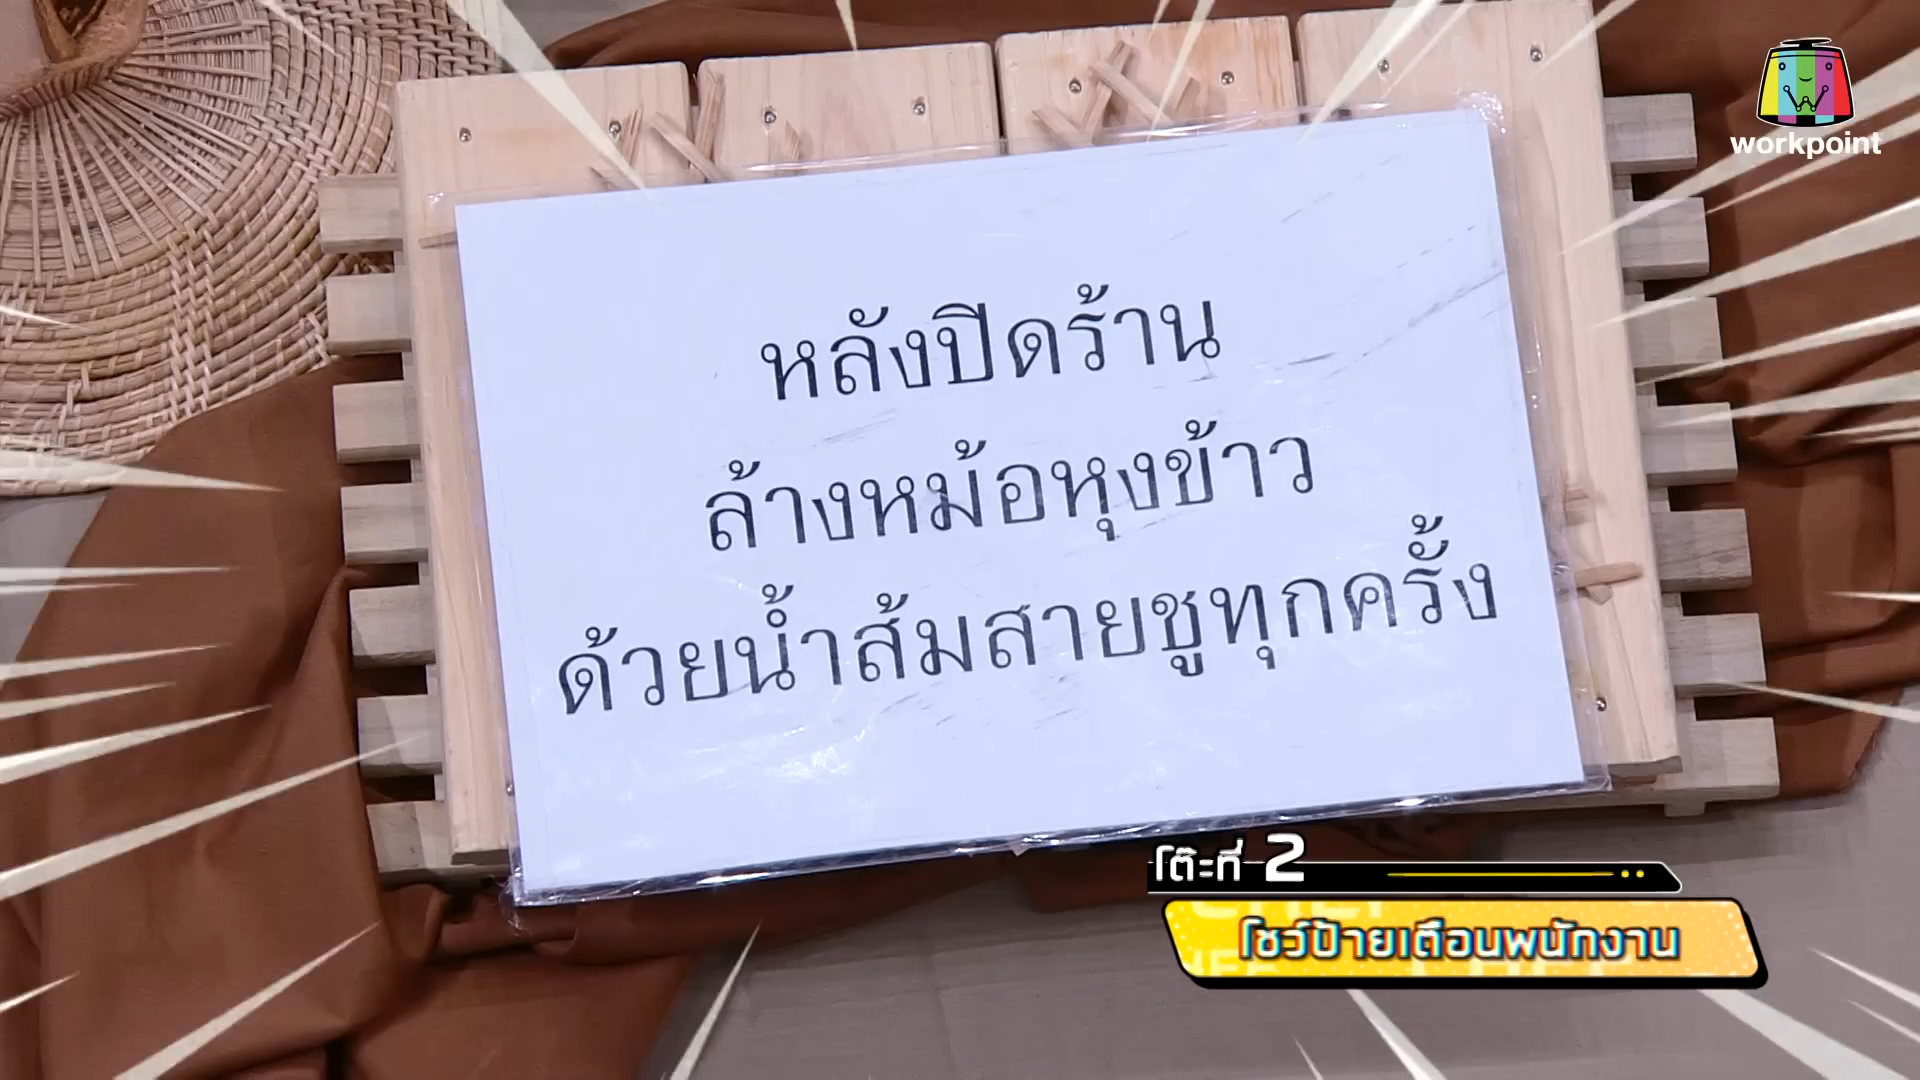 workpoint
หลังปิดร้าน
ล้างหม้อหุงข้าว
ด้วยน้ำส้มสายชูทุกครั้ง
โต๊ะที่ 2
โชว์ป้ายเตือนพนักงาน